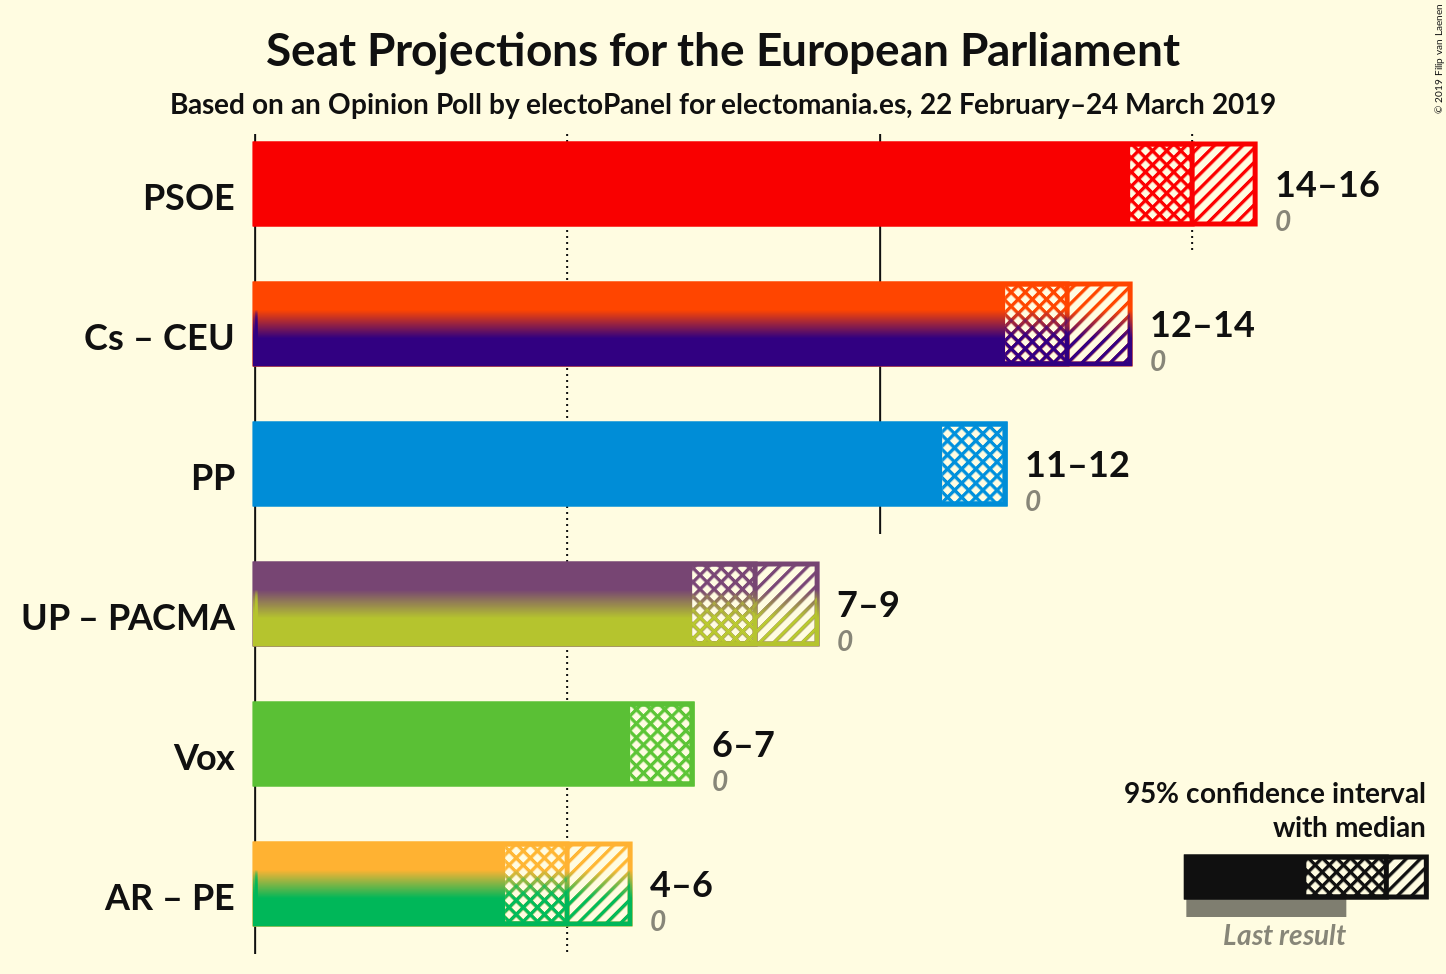 Seat Projections for the European Parliament
Based on an Opinion Poll by electoPanel for electomania.es, 22 February–24 March 2019
© 2019 Filip van Laenen
PSOE
14–16
0
Cs – CEU
12–14
0
PP
11–12
0
UP – PACMA
7–9
0
Vox
6–7
0
AR – PE
4–6
0
95% confidence interval
with median
Last result